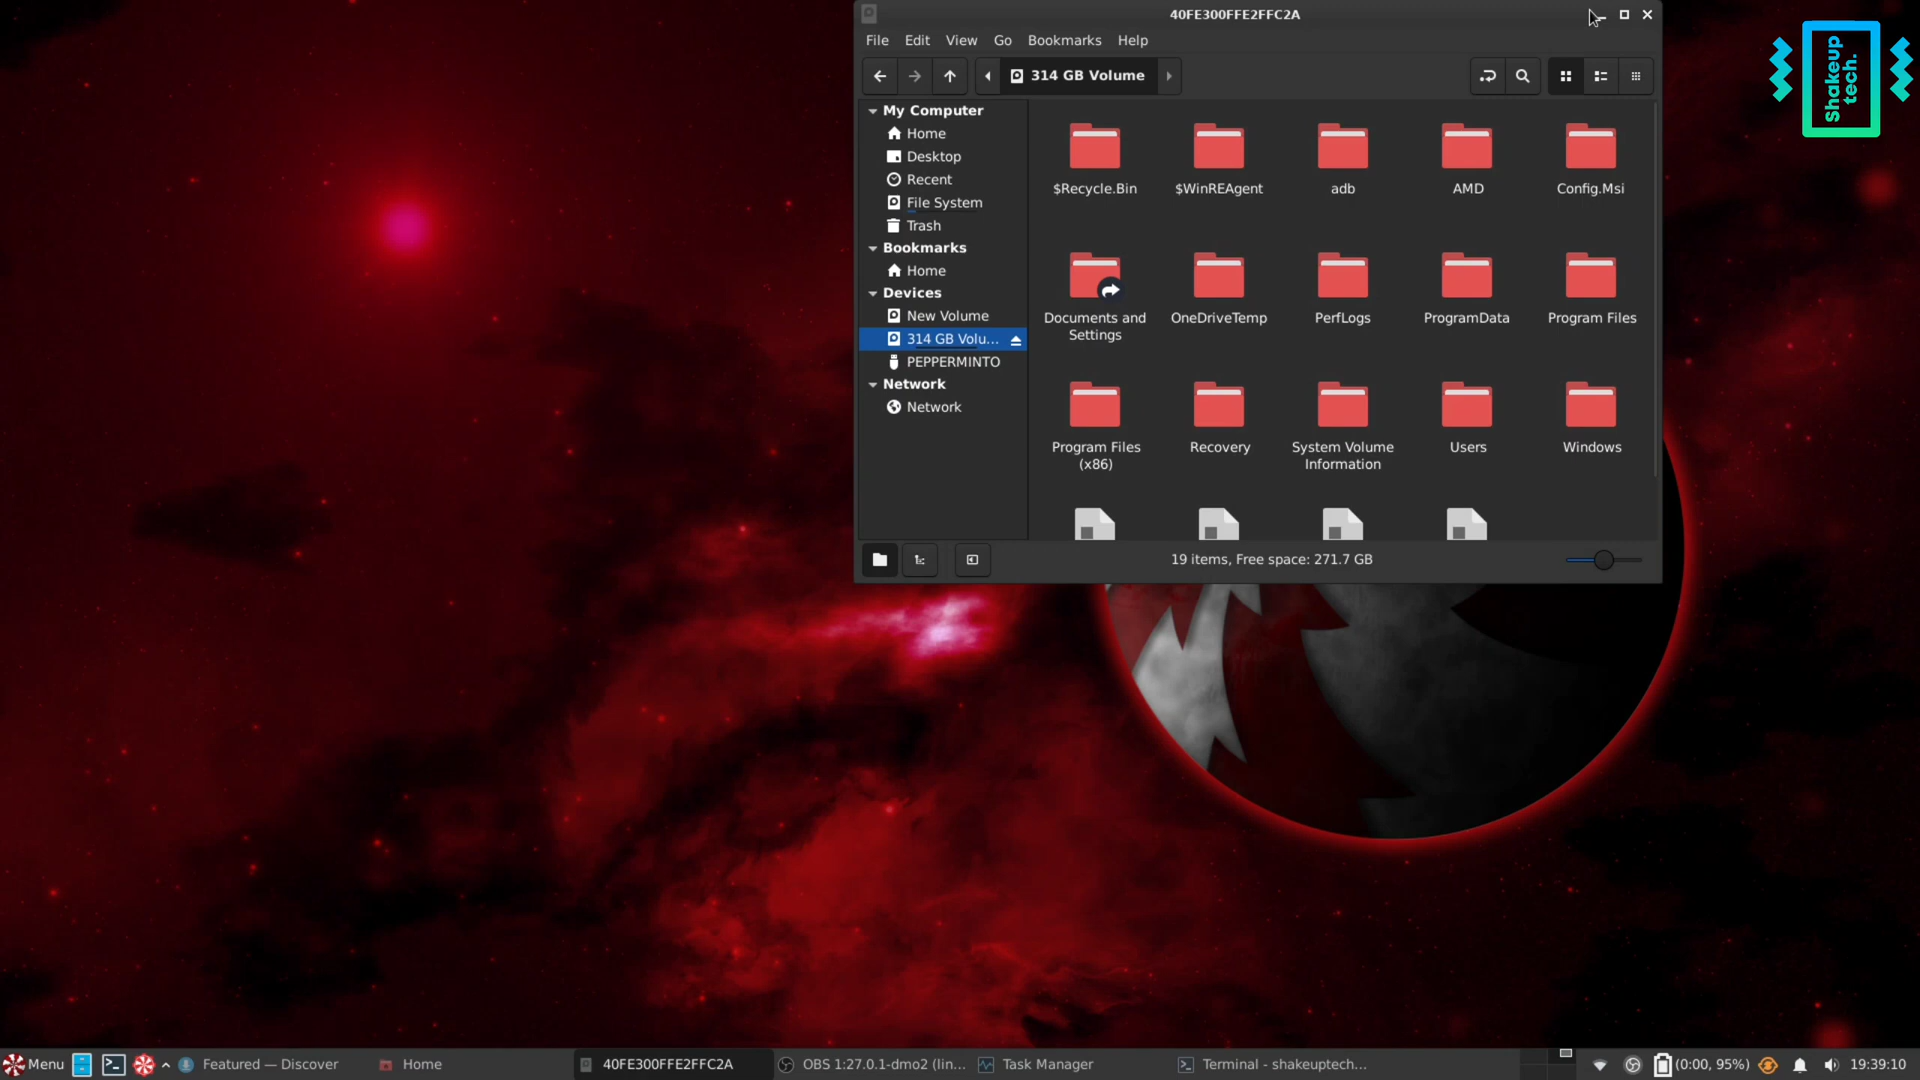 40FE300FFE2FFC2A
File Edit View Go Bookmarks Help
314 GB Volume
My Computer
Home
Desktop
Recent
File System
Trash
Bookmarks
Home
Devices
New Volume
314 GB Volu...
PEPPERMINTO
Network
Network
$Recycle.Bin
$WinREAgent
adb
AMD
Config.Msi
Documents and
Settings
OneDriveTemp
PerfLogs
ProgramData
Program Files
Program Files
(x86)
Recovery
System Volume
Information
Users
Windows
19 items, Free space: 271.7 GB
Shakeup
tech.
Menu
Featured — Discover
Home
40FE300FFE2FFC2A
OBS 1:27.0.1-dmo2 (lin...
Task Manager
Terminal - shakeuptech...
(0:00, 95%)
19:39:10